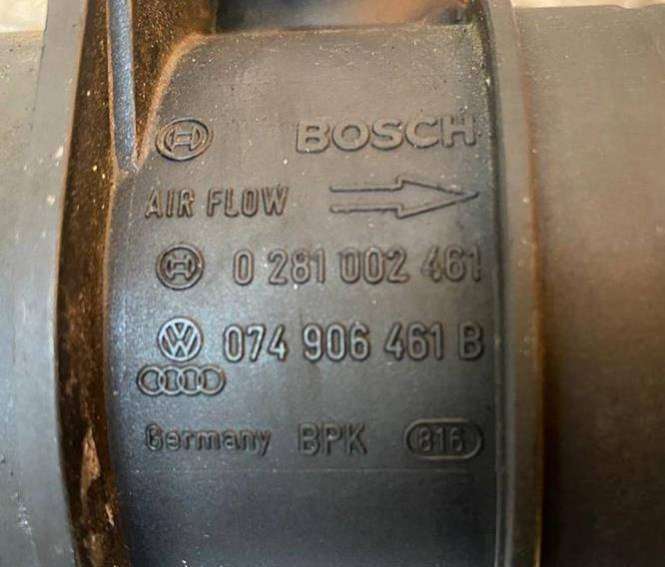 BOSCH
AIR FLOW
0 281 002 461
074 906 461 B
Germany BPK 816